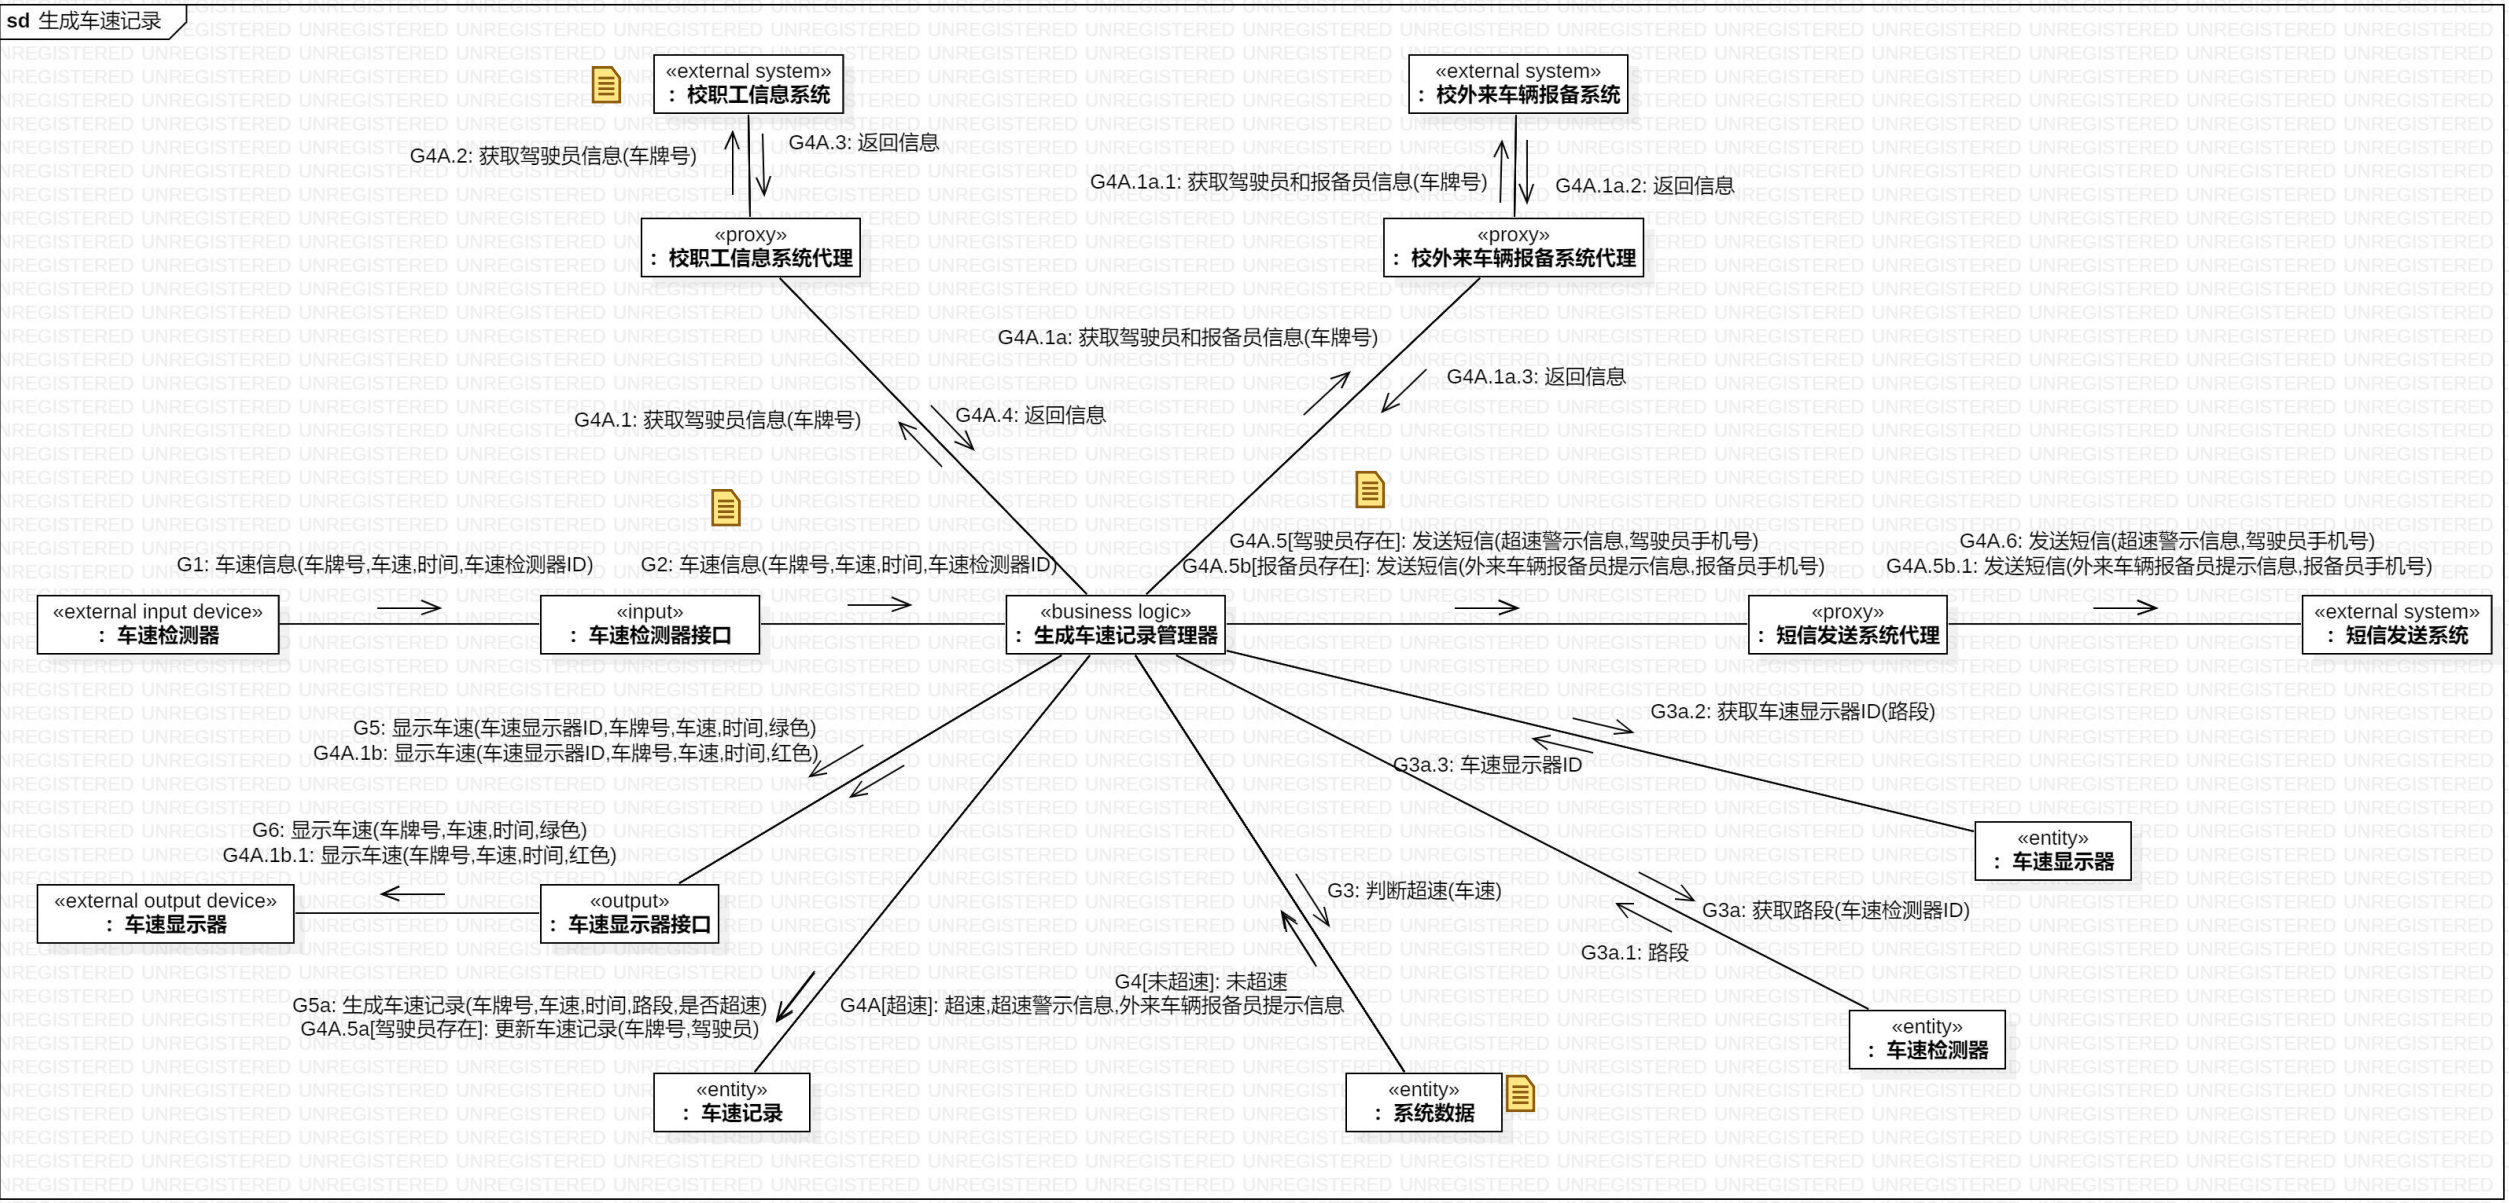 sd 生成车速记录
«external system»
: 校职工信息系统
«external system»
: 校外来车辆报备系统
G4A.2: 获取驾驶员信息(车牌号)
G4A.3: 返回信息
G4A.1a.1: 获取驾驶员和报备员信息(车牌号)
G4A.1a.2: 返回信息
«proxy»
: 校职工信息系统代理
«proxy»
: 校外来车辆报备系统代理
G4A.1a: 获取驾驶员和报备员信息(车牌号)
G4A.1a.3: 返回信息
G4A.1: 获取驾驶员信息(车牌号)
G4A.4: 返回信息
G1: 车速信息(车牌号,车速,时间,车速检测器ID)
G2: 车速信息(车牌号,车速,时间,车速检测器ID)
G4A.5[驾驶员存在]: 发送短信(超速警示信息,驾驶员手机号)
G4A.5b[报备员存在]: 发送短信(外来车辆报备员提示信息,报备员手机号)
G4A.6: 发送短信(超速警示信息,驾驶员手机号)
G4A.5b.1: 发送短信(外来车辆报备员提示信息,报备员手机号)
«external input device»
: 车速检测器
«input»
: 车速检测器接口
«business logic»
: 生成车速记录管理器
«proxy»
: 短信发送系统代理
«external system»
: 短信发送系统
G5: 显示车速(车速显示器ID,车牌号,车速,时间,绿色)
G4A.1b: 显示车速(车速显示器ID,车牌号,车速,时间,红色)
G3a.2: 获取车速显示器ID(路段)
G3a.3: 车速显示器ID
G6: 显示车速(车牌号,车速,时间,绿色)
G4A.1b.1: 显示车速(车牌号,车速,时间,红色)
«entity»
: 车速显示器
«external output device»
: 车速显示器
«output»
: 车速显示器接口
G3: 判断超速(车速)
G3a: 获取路段(车速检测器ID)
G3a.1: 路段
G4[未超速]: 未超速
G4A[超速]: 超速,超速警示信息,外来车辆报备员提示信息
G5a: 生成车速记录(车牌号,车速,时间,路段,是否超速)
G4A.5a[驾驶员存在]: 更新车速记录(车牌号,驾驶员)
«entity»
: 车速检测器
«entity»
: 车速记录
«entity»
: 系统数据